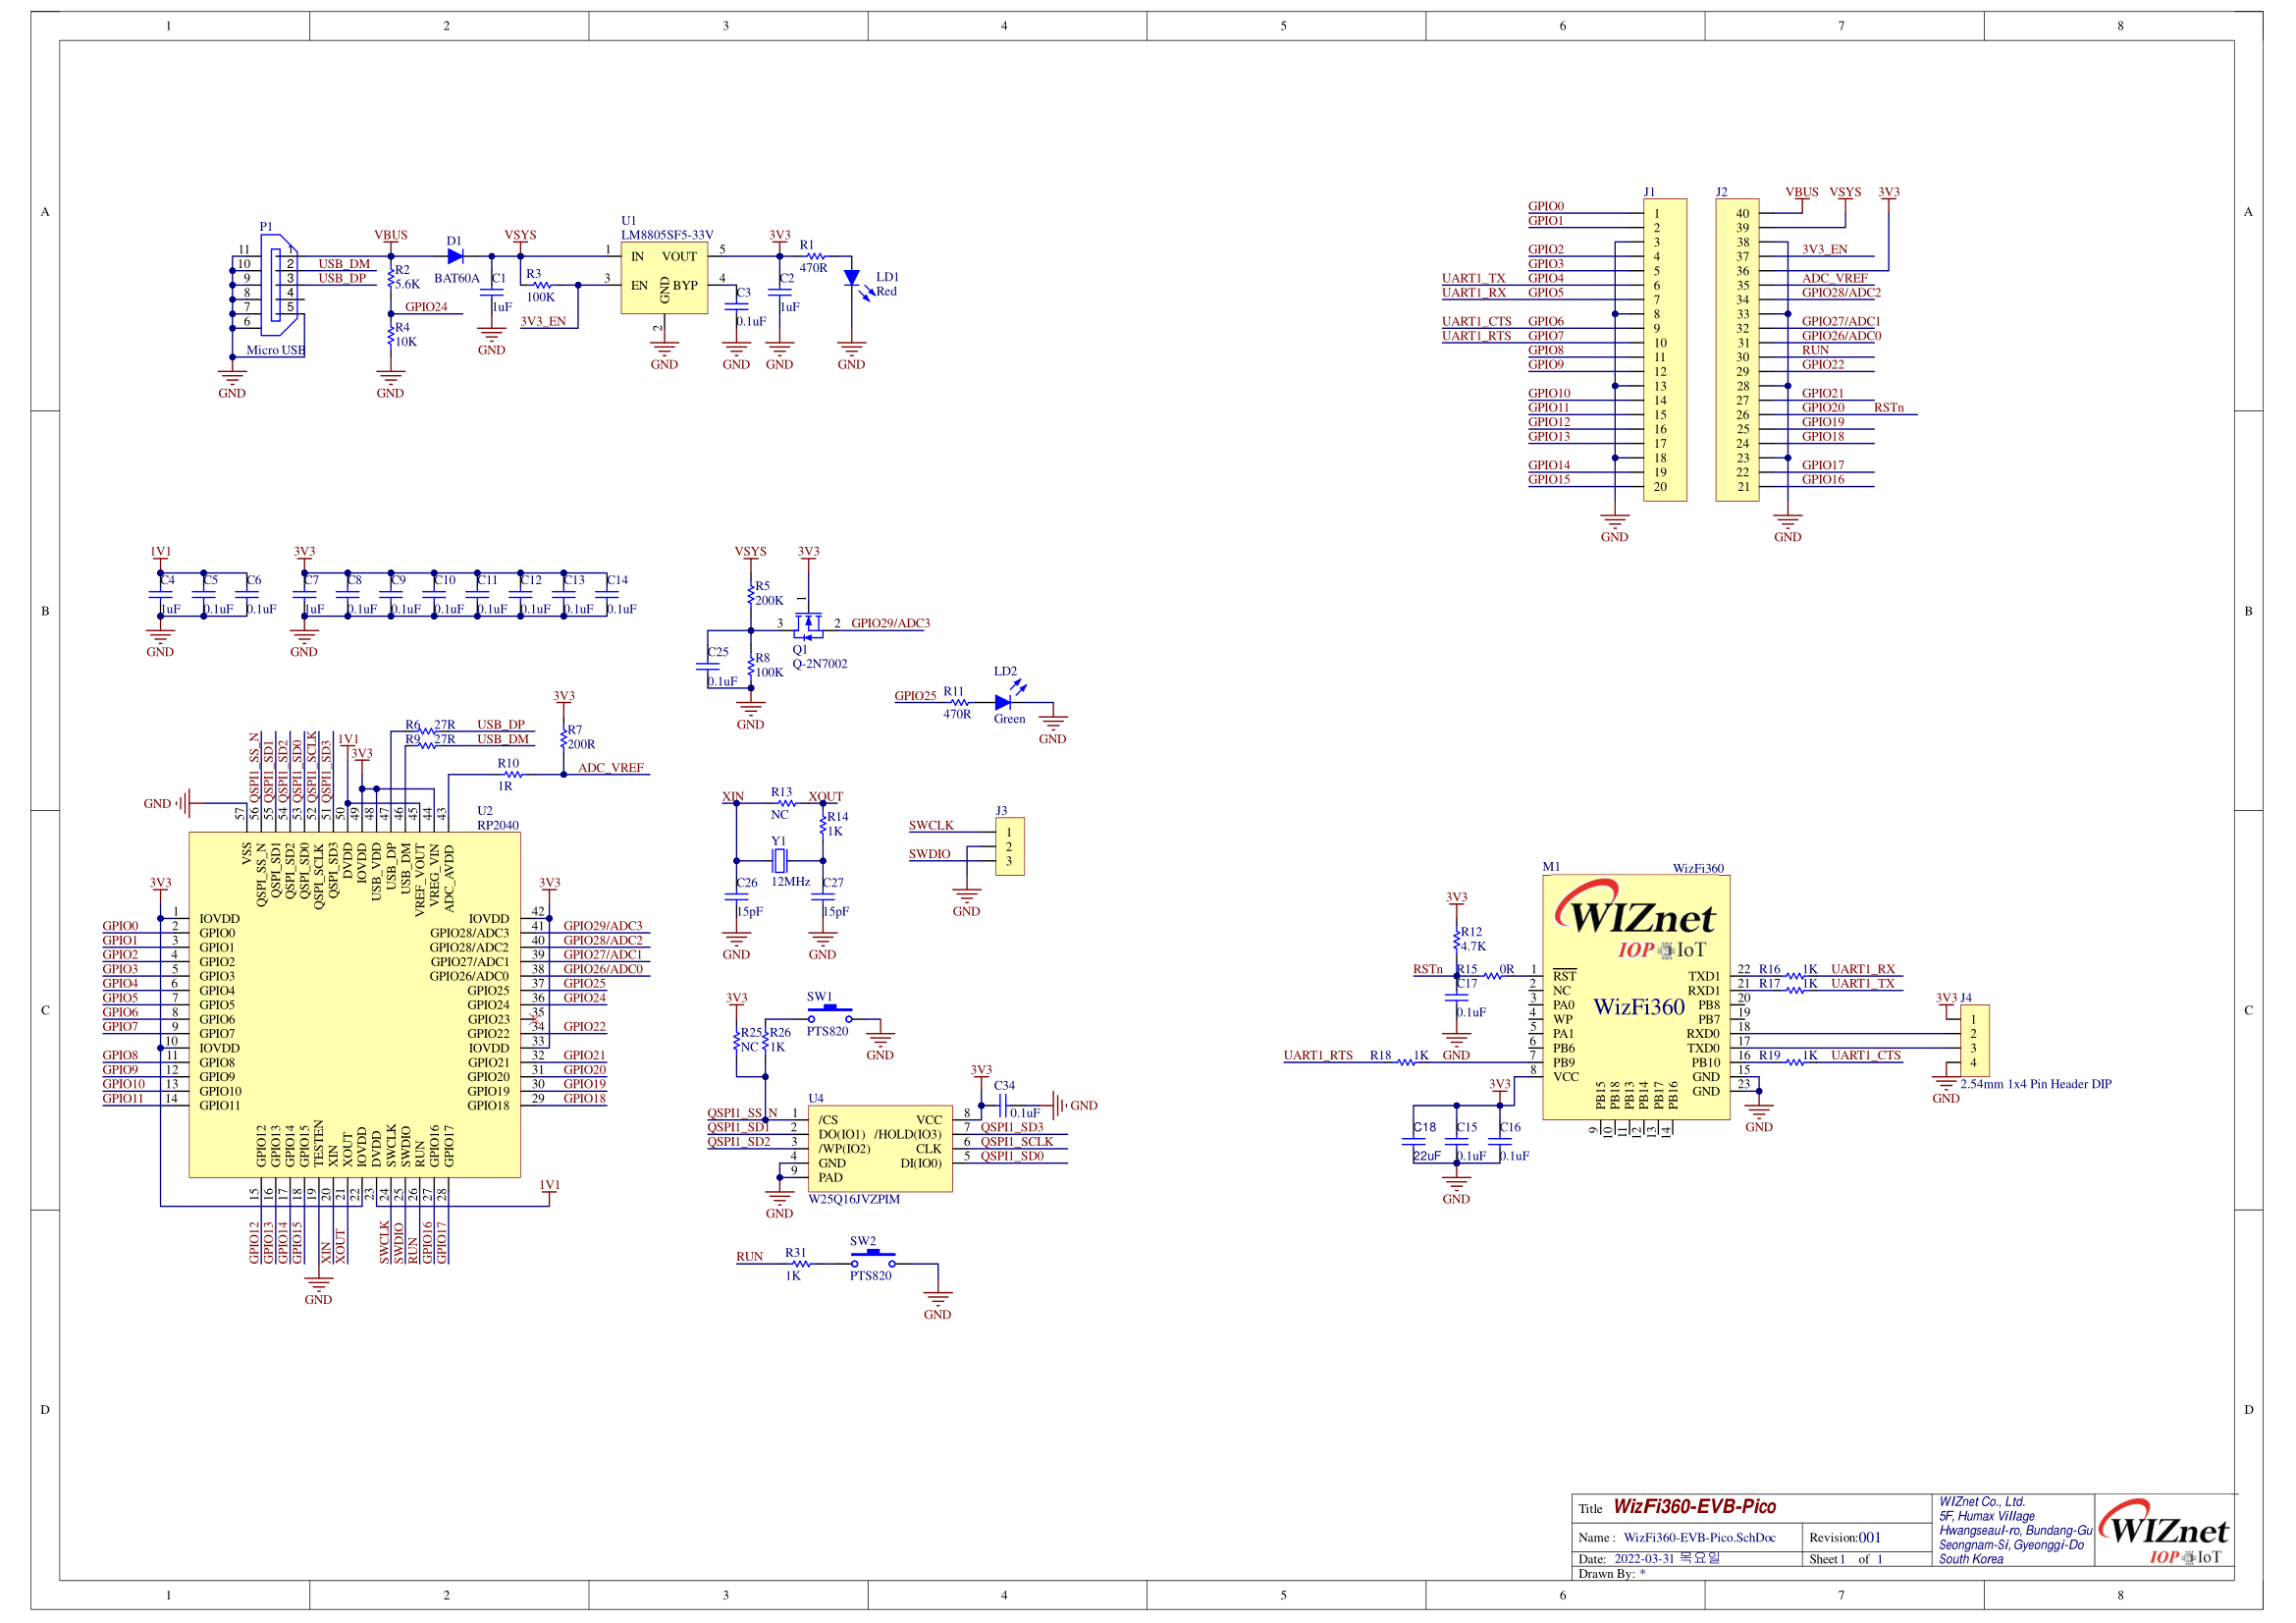 1 2 3 4 5 6 7 8
A A
B B
C C
D D
P1
11
10
9
8
7
6
1
2
3
4
5
Micro USB
USB_DM
USB_DP
GND
VBUS
R2
5.6K
GPIO24
R4
10K
GND
D1
BAT60A
C1
1uF
GND
VSYS
R3
100K
3V3_EN
U1
LM8805SF5-33V
1 IN VOUT 5
3 EN GND BYP 4
2
GND
C3
0.1uF
GND
3V3
C2
1uF
GND
R1
470R
LD1
Red
GND
J1
GPIO0 1
GPIO1 2
3
GPIO2 4
GPIO3 5
UART1_TX GPIO4 6
UART1_RX GPIO5 7
8
UART1_CTS GPIO6 9
UART1_RTS GPIO7 10
GPIO8 11
GPIO9 12
13
GPIO10 14
GPIO11 15
GPIO12 16
GPIO13 17
18
GPIO14 19
GPIO15 20
GND
J2
VBUS VSYS 3V3
40
39
38
37 3V3_EN
36
35 ADC_VREF
34 GPIO28/ADC2
33
32 GPIO27/ADC1
31 GPIO26/ADC0
30 RUN
29 GPIO22
28
27 GPIO21
26 GPIO20 RSTn
25 GPIO19
24 GPIO18
23
22 GPIO17
21 GPIO16
GND
1V1
C4 C5 C6
1uF 0.1uF 0.1uF
GND
3V3
C7 C8 C9 C10 C11 C12 C13 C14
1uF 0.1uF 0.1uF 0.1uF 0.1uF 0.1uF 0.1uF 0.1uF
GND
VSYS 3V3
R5
200K
1
3 2 GPIO29/ADC3
Q1
Q-2N7002
C25
0.1uF
R8
100K
GND
GPIO25 R11
470R
LD2
Green
GND
R6 27R USB_DP
R9 27R USB_DM
3V3
R7
200R
R10
1R
ADC_VREF
1V1
3V3
GND
QSPI1_SS_N
QSPI1_SD1
QSPI1_SD2
QSPI1_SD0
QSPI1_SCLK
QSPI1_SD3
57 56 55 54 53 52 51 50 49 48 47 46 45 44 43
U2
RP2040
VSS
QSPI_SS_N
QSPI_SD1
QSPI_SD2
QSPI_SD0
QSPI_SCLK
QSPI_SD3
DVDD
IOVDD
USB_VDD
USB_DP
USB_DM
VREF_VOUT
VREG_VIN
ADC_AVDD
3V3
1 IOVDD
GPIO0 2 GPIO0
GPIO1 3 GPIO1
GPIO2 4 GPIO2
GPIO3 5 GPIO3
GPIO4 6 GPIO4
GPIO5 7 GPIO5
GPIO6 8 GPIO6
GPIO7 9 GPIO7
10 IOVDD
GPIO8 11 GPIO8
GPIO9 12 GPIO9
GPIO10 13 GPIO10
GPIO11 14 GPIO11
3V3
IOVDD 42
GPIO28/ADC3 41 GPIO29/ADC3
GPIO28/ADC2 40 GPIO28/ADC2
GPIO27/ADC1 39 GPIO27/ADC1
GPIO26/ADC0 38 GPIO26/ADC0
GPIO25 37 GPIO25
GPIO24 36 GPIO24
GPIO23 35
GPIO22 34 GPIO22
IOVDD 33
GPIO21 32 GPIO21
GPIO20 31 GPIO20
GPIO19 30 GPIO19
GPIO18 29 GPIO18
GPIO12
GPIO13
GPIO14
GPIO15
TESTEN
XIN
XOUT
IOVDD
DVDD
SWCLK
SWDIO
RUN
GPIO16
GPIO17
15 16 17 18 19 20 21 22 23 24 25 26 27 28
GPIO12
GPIO13
GPIO14
GPIO15
XIN
XOUT
SWCLK
SWDIO
RUN
GPIO16
GPIO17
1V1
GND
XIN R13 XOUT
NC
R14
1K
Y1
12MHz
C26 C27
15pF 15pF
GND GND
J3
SWCLK 1
2
SWDIO 3
GND
3V3
SW1
PTS820
R25 R26
NC 1K
GND
3V3
C34
0.1uF
GND
U4
QSPI1_SS_N 1 /CS VCC 8
QSPI1_SD1 2 DO(IO1) /HOLD(IO3) 7 QSPI1_SD3
QSPI1_SD2 3 /WP(IO2) CLK 6 QSPI1_SCLK
4 GND DI(IO0) 5 QSPI1_SD0
9 PAD
W25Q16JVZPIM
GND
RUN R31
1K
SW2
PTS820
GND
M1 WizFi360
WIZnet
IOP IoT
WizFi360
3V3
R12
4.7K
RSTn R15 0R
C17
0.1uF
GND
1 RST
2 NC
3 PA0
4 WP
5 PA1
6 PB6
7 PB9
8 VCC
UART1_RTS R18 1K
TXD1 22 R16 1K UART1_RX
RXD1 21 R17 1K UART1_TX
PB8 20
PB7 19
RXD0 18
TXD0 17
PB10 16 R19 1K UART1_CTS
GND 15
GND 23
GND
PB15
PB18
PB13
PB14
PB17
PB16
9 10 11 12 13 14
3V3
C18 C15 C16
22uF 0.1uF 0.1uF
GND
3V3 J4
1
2
3
4
GND
2.54mm 1x4 Pin Header DIP
Title WizFi360-EVB-Pico
Name : WizFi360-EVB-Pico.SchDoc Revision:001
Date: 2022-03-31 목요일 Sheet 1 of 1
Drawn By: *
WIZnet Co., Ltd.
5F, Humax Village
Hwangseaul-ro, Bundang-Gu
Seongnam-Si, Gyeonggi-Do
South Korea
WIZnet
IOP IoT
1 2 3 4 5 6 7 8